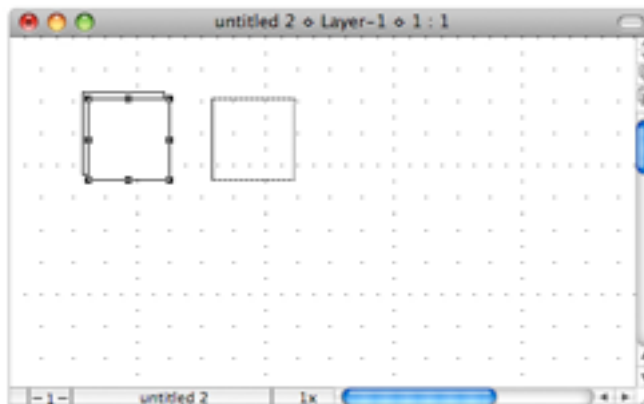 untitled 2 ⋄ Layer-1 ⋄ 1 : 1
-1- untitled 2 1x